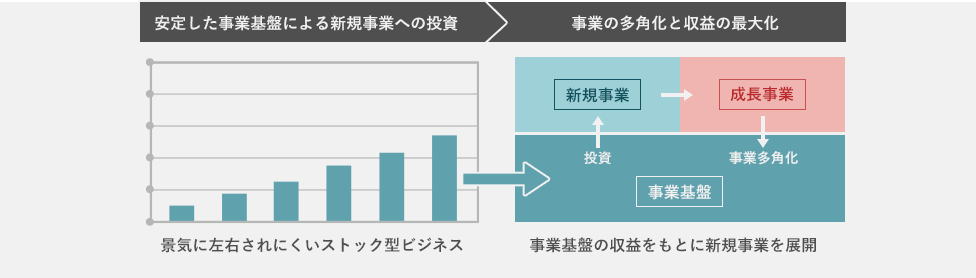 安定した事業基盤による新規事業への投資
事業の多角化と収益の最大化
新規事業
成長事業
投資
事業多角化
事業基盤
景気に左右されにくいストック型ビジネス
事業基盤の収益をもとに新規事業を展開